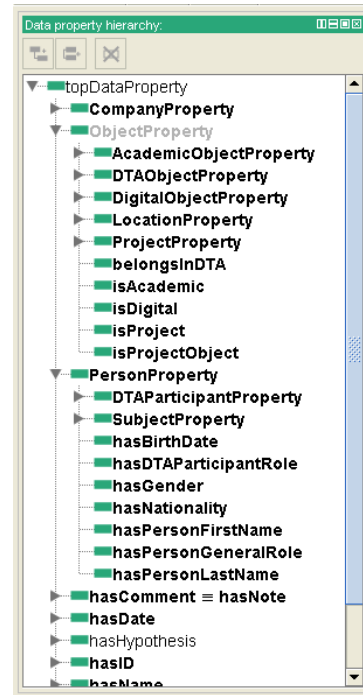 Data property hierarchy:
topDataProperty
CompanyProperty
ObjectProperty
AcademicObjectProperty
DTAObjectProperty
DigitalObjectProperty
LocationProperty
ProjectProperty
belongsInDTA
isAcademic
isDigital
isProject
isProjectObject
PersonProperty
DTAParticipantProperty
SubjectProperty
hasBirthDate
hasDTAParticipantRole
hasGender
hasNationality
hasPersonFirstName
hasPersonGeneralRole
hasPersonLastName
hasComment ≡ hasNote
hasDate
hasHypothesis
hasID
hasName